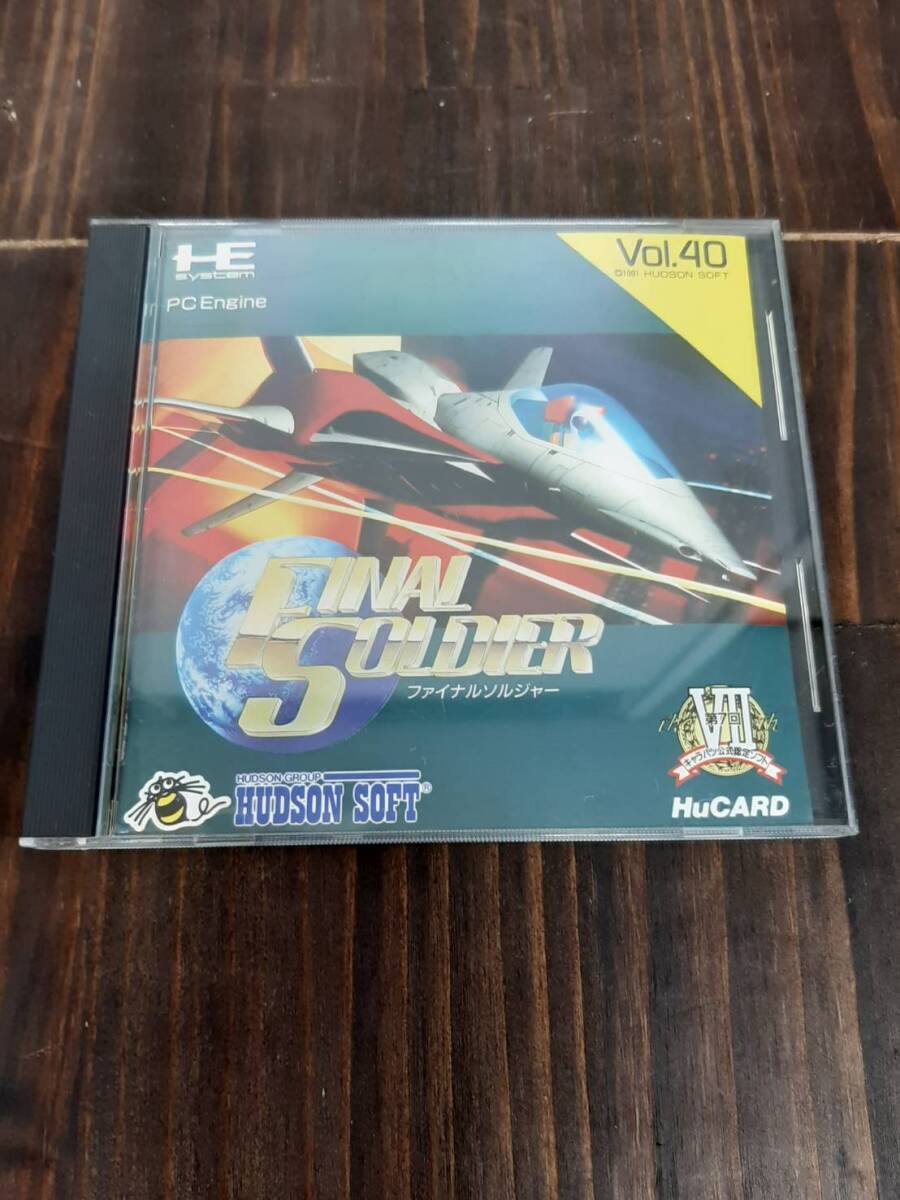 HE
system
PC Engine
Vol.40
©1991 HUDSON SOFT
FINAL
SOLDIER
ファイナルソルジャー
HUDSON GROUP
HUDSON SOFT®
VII
第7回
キャラバン公式認定ソフト
HuCARD